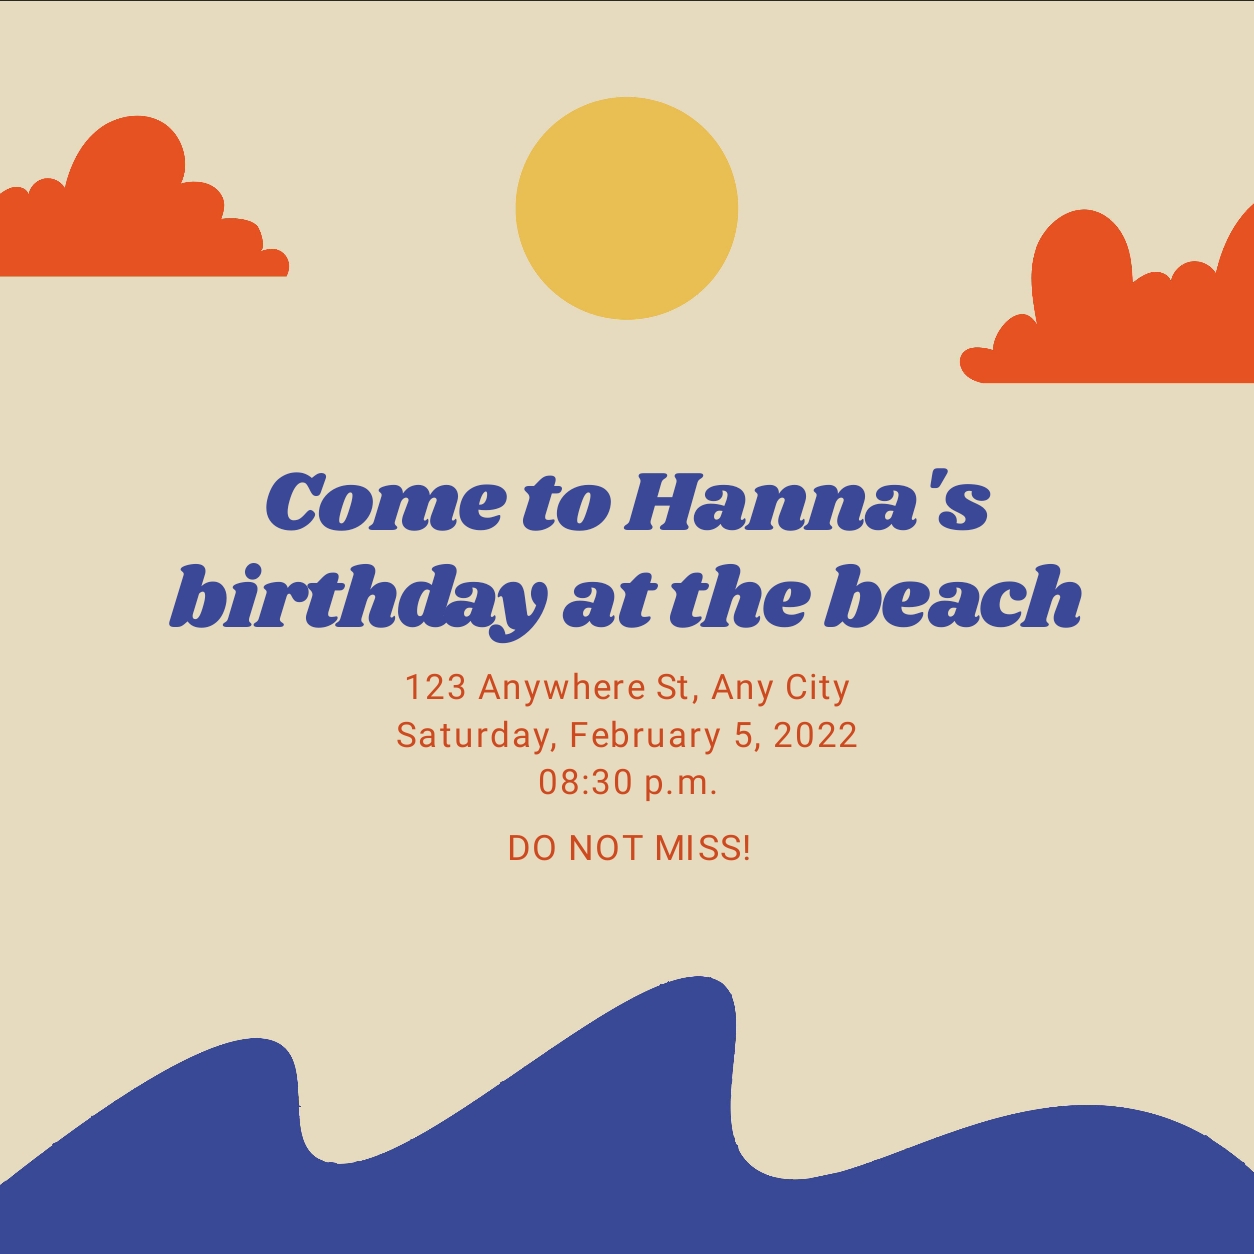 Come to Hanna's
birthday at the beach
123 Anywhere St, Any City
Saturday, February 5, 2022
08:30 p.m.
DO NOT MISS!